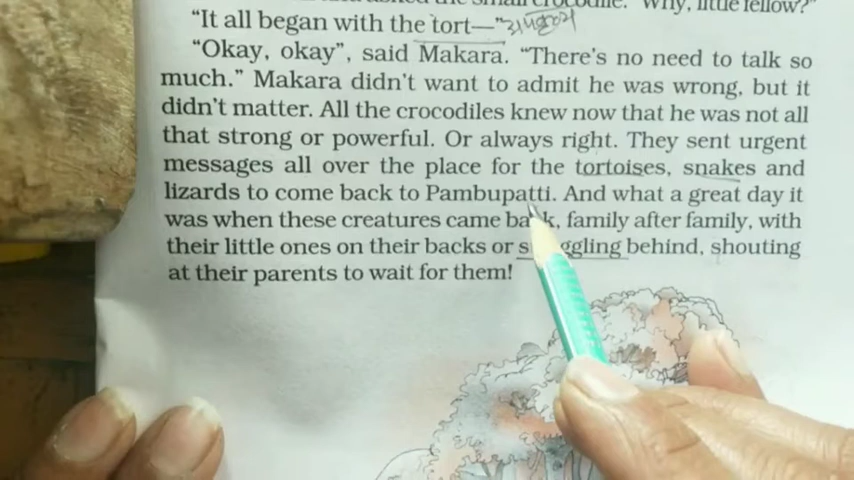 crocodile. "Why, little fellow?"
"It all began with the tort—"
"Okay, okay", said Makara. "There's no need to talk so
much." Makara didn't want to admit he was wrong, but it
didn't matter. All the crocodiles knew now that he was not all
that strong or powerful. Or always right. They sent urgent
messages all over the place for the tortoises, snakes and
lizards to come back to Pambupatti. And what a great day it
was when these creatures came back, family after family, with
their little ones on their backs or behind, shouting
at their parents to wait for them!